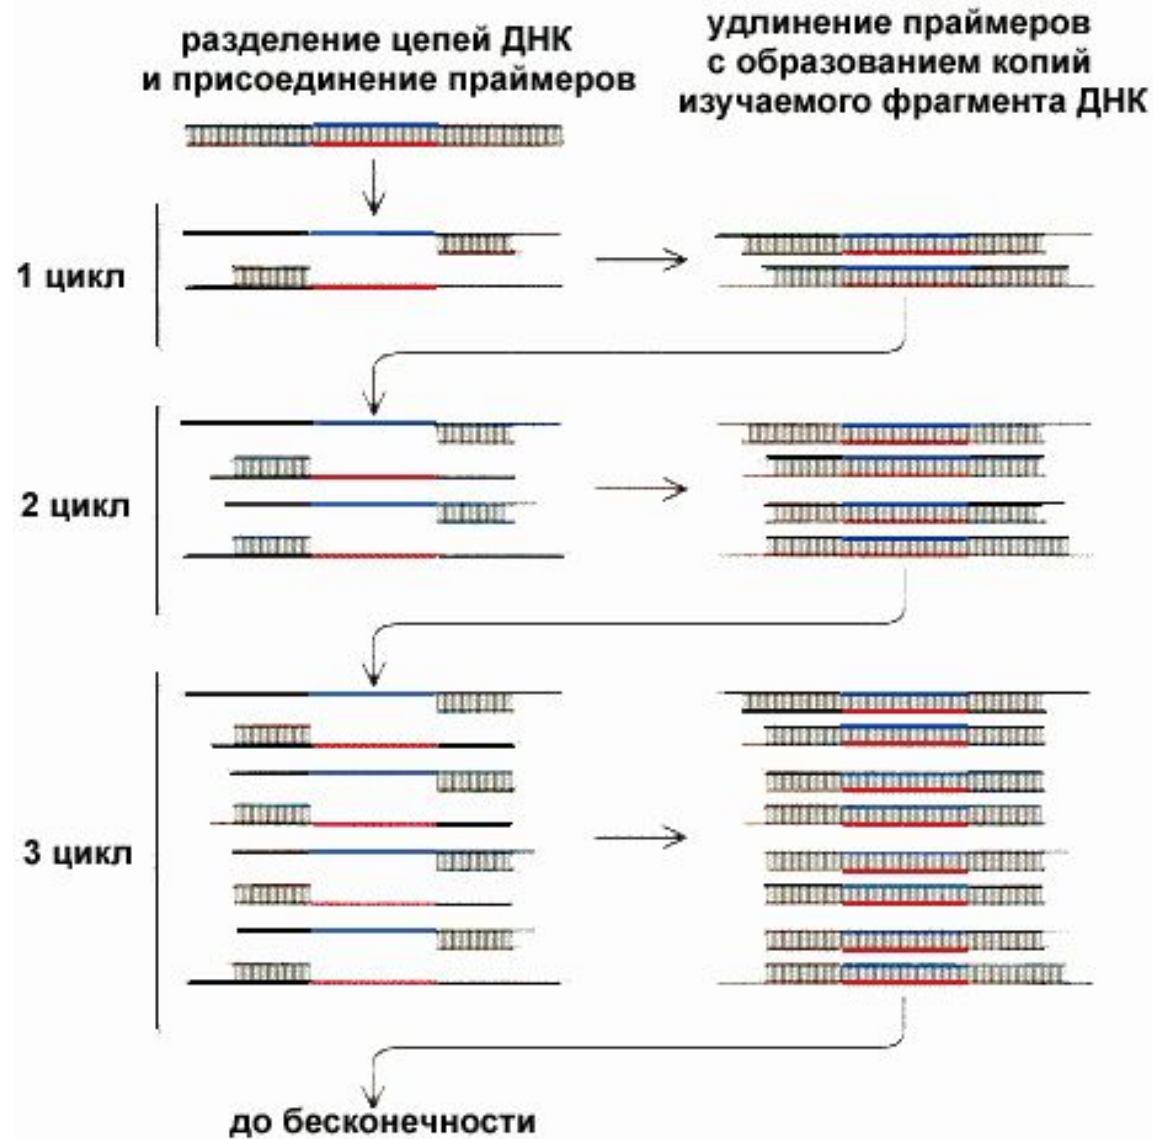 разделение цепей ДНК
и присоединение праймеров
удлинение праймеров
с образованием копий
изучаемого фрагмента ДНК
1 цикл
2 цикл
3 цикл
до бесконечности